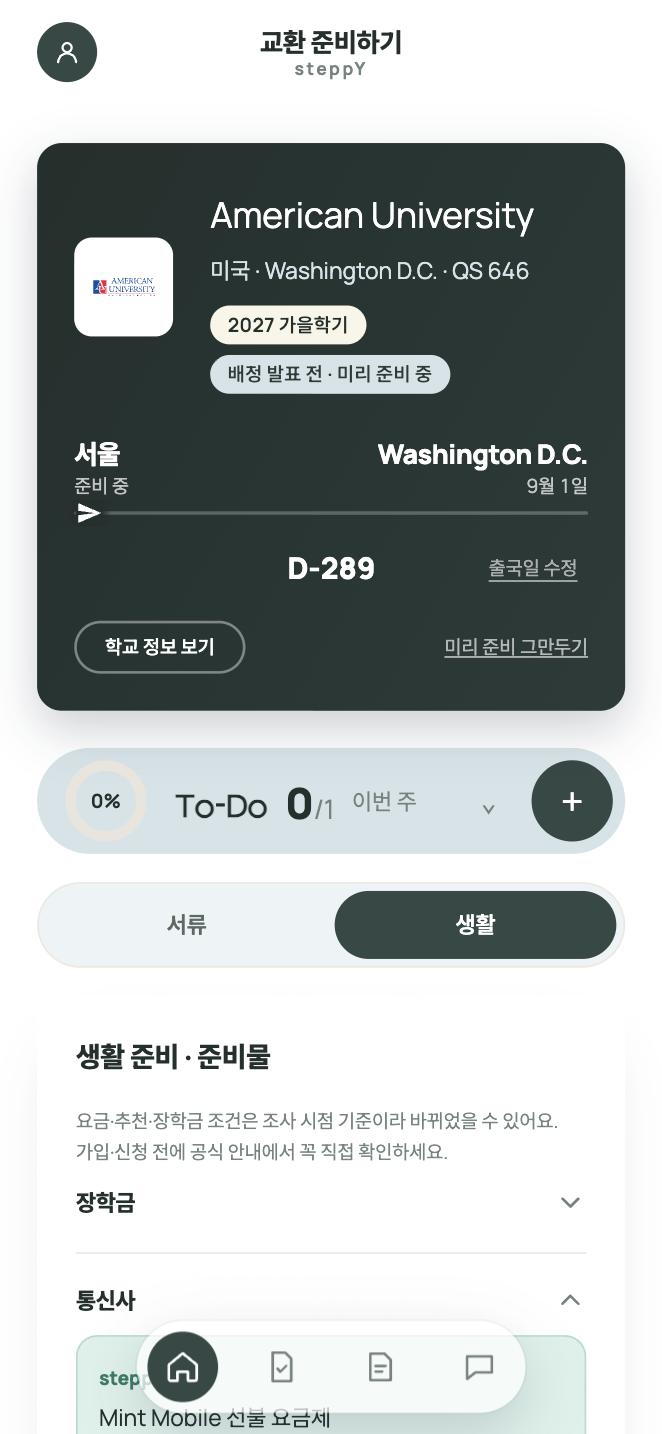 교환 준비하기
steppY
American University
AMERICAN
UNIVERSITY
미국 · Washington D.C. · QS 646
2027 가을학기
배정 발표 전 · 미리 준비 중
서울
Washington D.C.
준비 중
9월 1일
D-289
출국일 수정
학교 정보 보기
미리 준비 그만두기
0%
To-Do 0/1 이번 주
+
서류
생활
생활 준비 · 준비물
요금·추천·장학금 조건은 조사 시점 기준이라 바뀌었을 수 있어요.
가입·신청 전에 공식 안내에서 꼭 직접 확인하세요.
장학금
통신사
Mint Mobile 선불 요금제